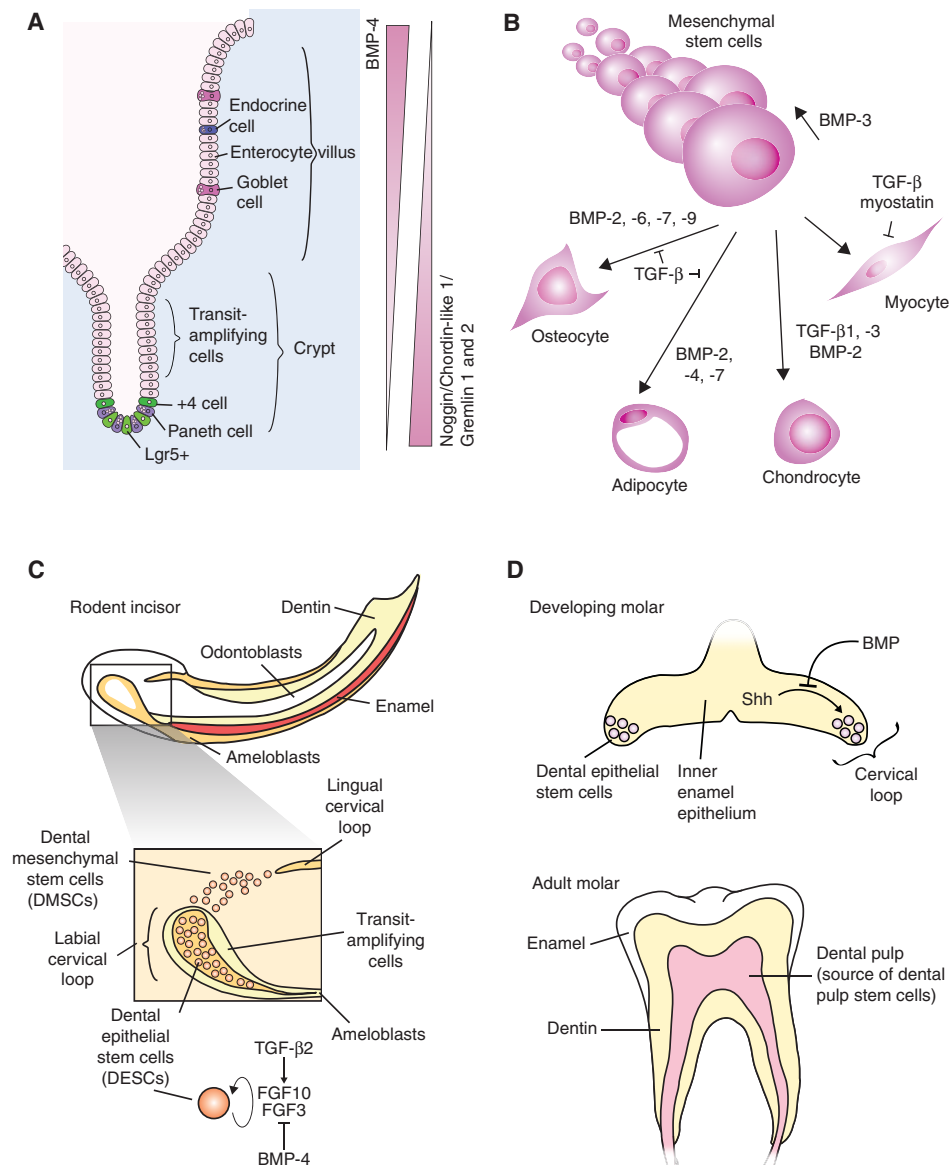 A
BMP-4
Endocrine
cell
Enterocyte
villus
Goblet
cell
Transit-
amplifying
cells
Crypt
+4 cell
Paneth cell
Lgr5+
Noggin/Chordin-like 1/
Gremlin 1 and 2
B
Mesenchymal
stem cells
BMP-3
TGF-β
myostatin
BMP-2, -6, -7, -9
TGF-β
Myocyte
Osteocyte
TGF-β1, -3
BMP-2
BMP-2,
-4, -7
Adipocyte
Chondrocyte
C
Rodent incisor
Dentin
Odontoblasts
Enamel
Ameloblasts
Lingual
cervical
loop
Dental
mesenchymal
stem cells
(DMSCs)
Labial
cervical
loop
Transit-
amplifying
cells
Ameloblasts
Dental
epithelial
stem cells
(DESCs)
TGF-β2
FGF10
FGF3
BMP-4
D
Developing molar
BMP
Shh
Dental epithelial
stem cells
Inner
enamel
epithelium
Cervical
loop
Adult molar
Enamel
Dental pulp
(source of dental
pulp stem cells)
Dentin